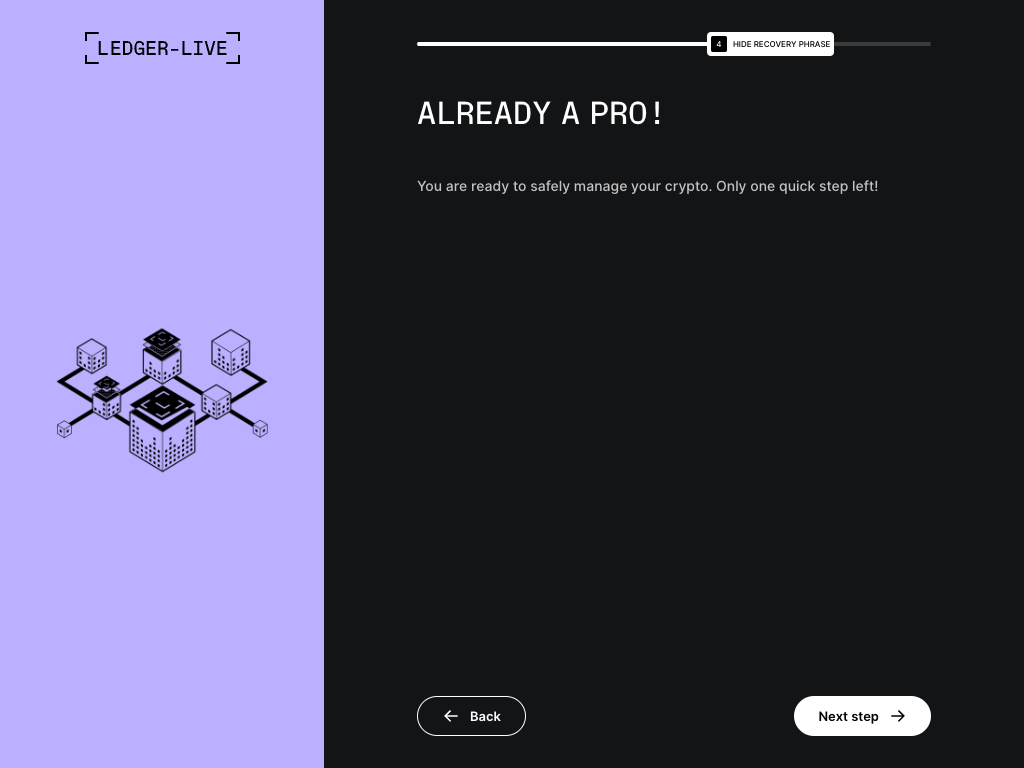 LEDGER-LIVE
4 HIDE RECOVERY PHRASE
ALREADY A PRO!
You are ready to safely manage your crypto. Only one quick step left!
Back
Next step